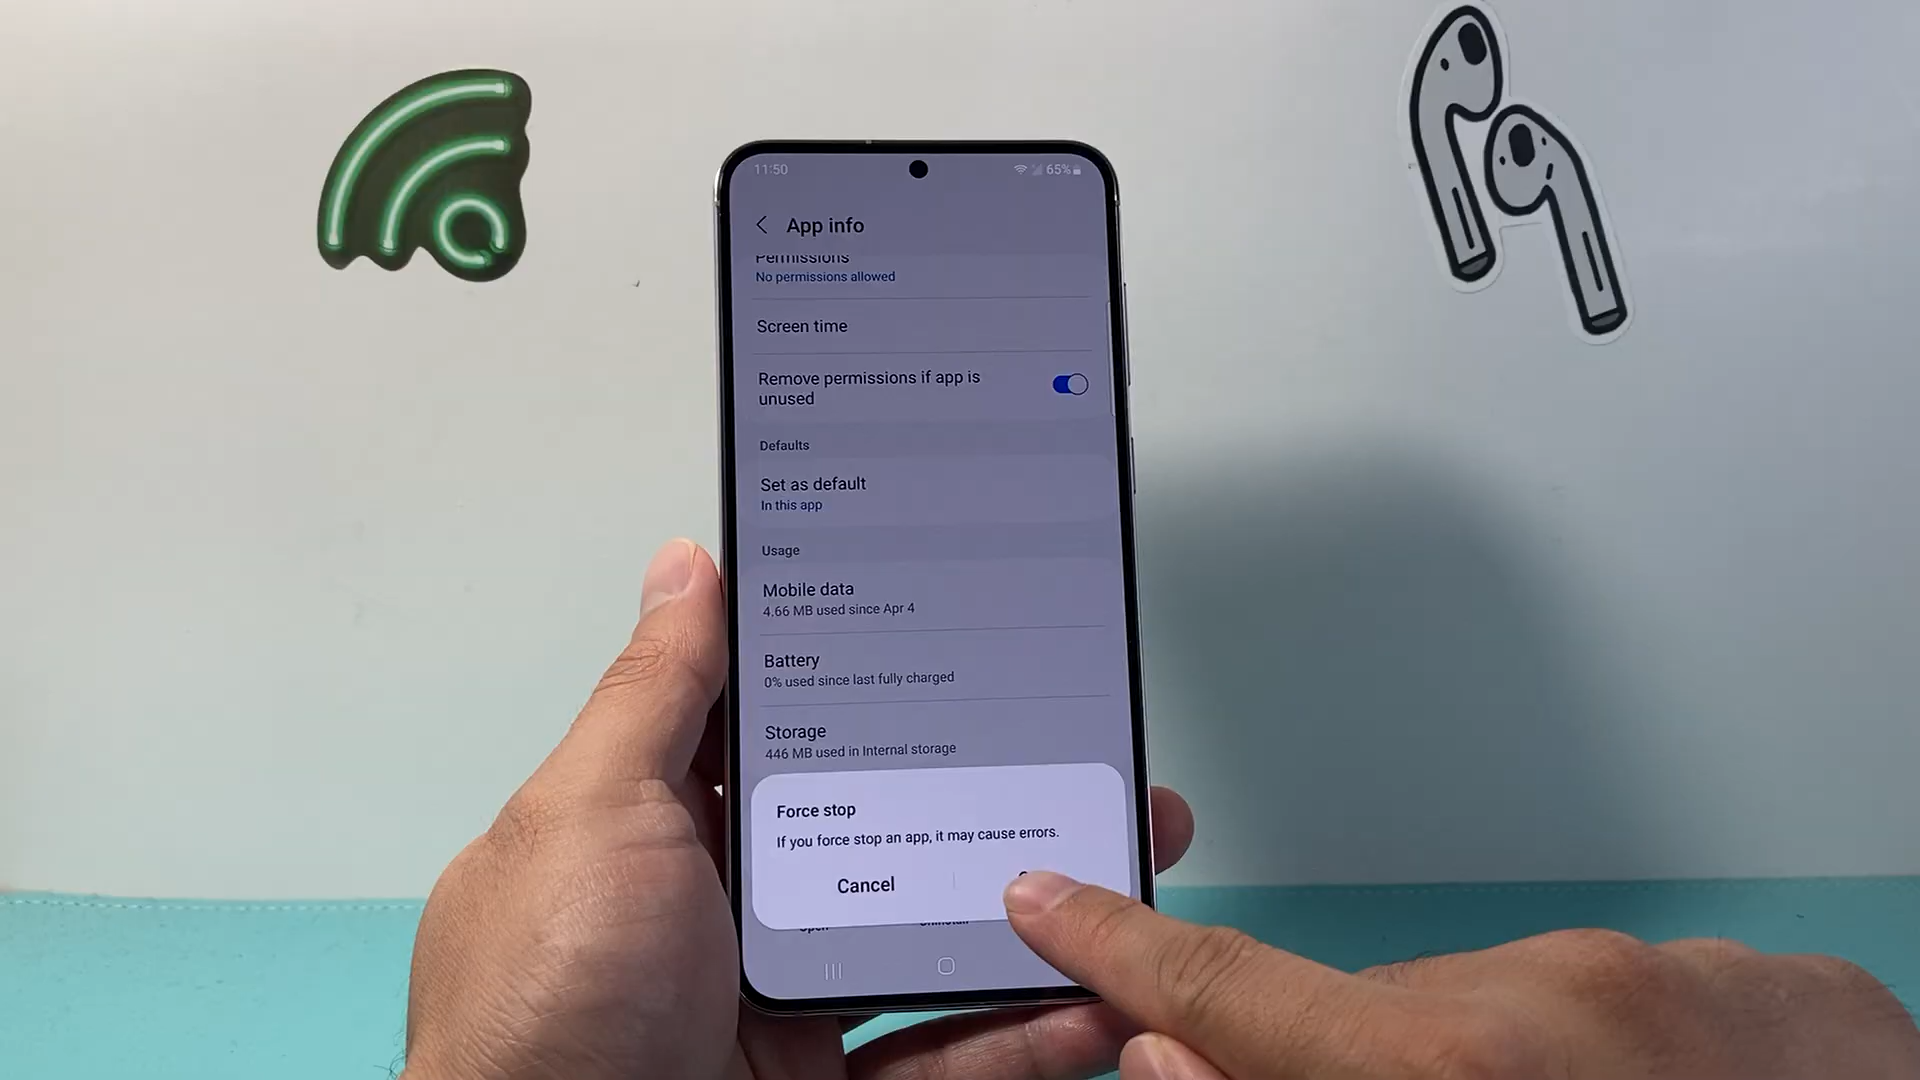 11:50
65%
App info
Permissions
No permissions allowed
Screen time
Remove permissions if app is
unused
Defaults
Set as default
In this app
Usage
Mobile data
4.66 MB used since Apr 4
Battery
0% used since last fully charged
Storage
446 MB used in Internal storage
Force stop
If you force stop an app, it may cause errors.
Cancel
Open
Uninstall